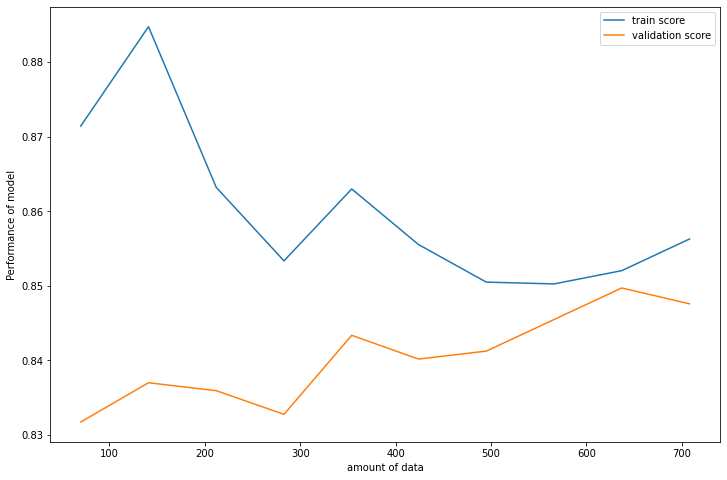 train score
validation score
0.88
0.87
0.86
0.85
0.84
0.83
Performance of model
100 200 300 400 500 600 700
amount of data